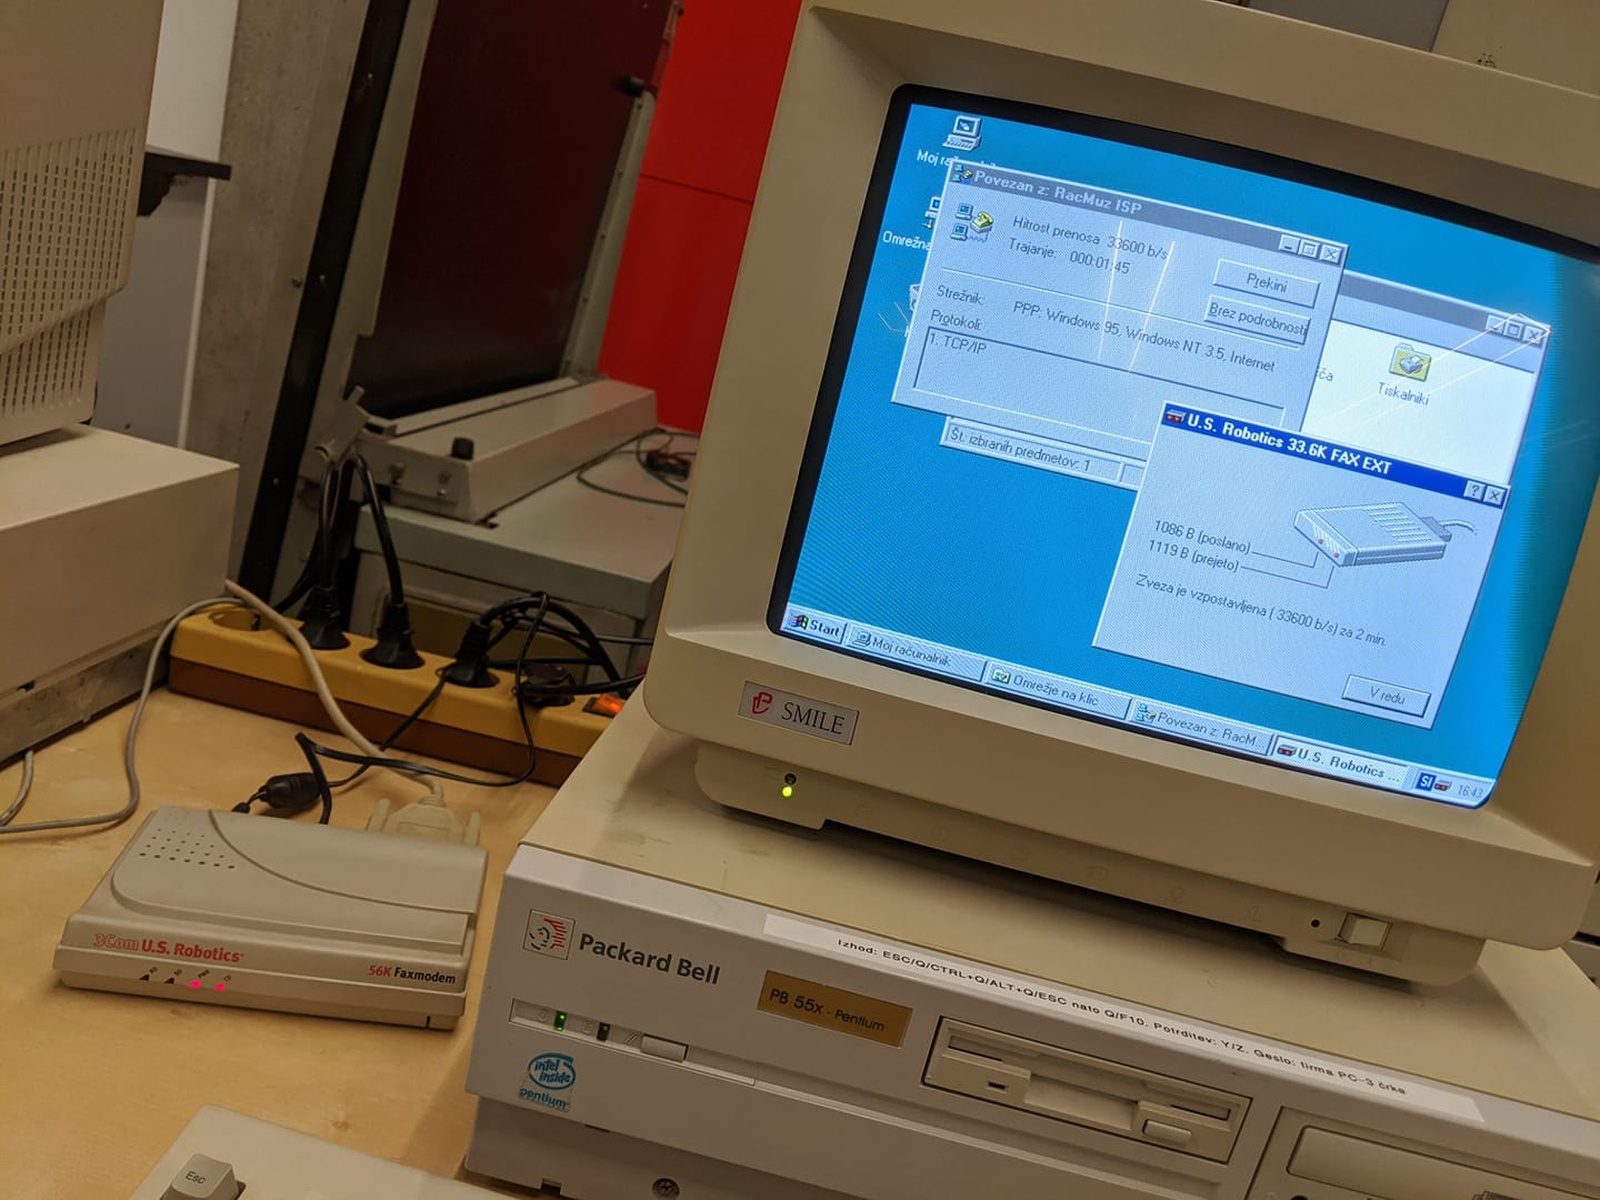 Moj
Povezan z: RacMuz ISP
Hitrost prenosa 33600 b/s
Trajanje: 000:01:45
Prekini
Brez podrobnosti
Strežnik: PPP: Windows 95, Windows NT 3.5, Internet
Protokoli:
1. TCP/IP
Omrežna
Tiskalniki
Št. izbranih predmetov: 1
U.S. Robotics 33.6K FAX EXT
1086 B (poslano)
1119 B (prejeto)
Zveza je vzpostavljena ( 33600 b/s) za 2 min.
V redu
Start
Moj računalnik
Omrežje na klic
Povezan z: RacM...
U.S. Robotics ...
SI
16:43
SMILE
3Com U.S. Robotics
56K Faxmodem
Packard Bell
PB 55x - Pentium
Izhod: ESC/Q/CTRL+Q/ALT+Q/ESC nato Q/F10. Potrditev: Y/Z. Geslo: firma PC-3 črke
intel
inside
pentium
Esc